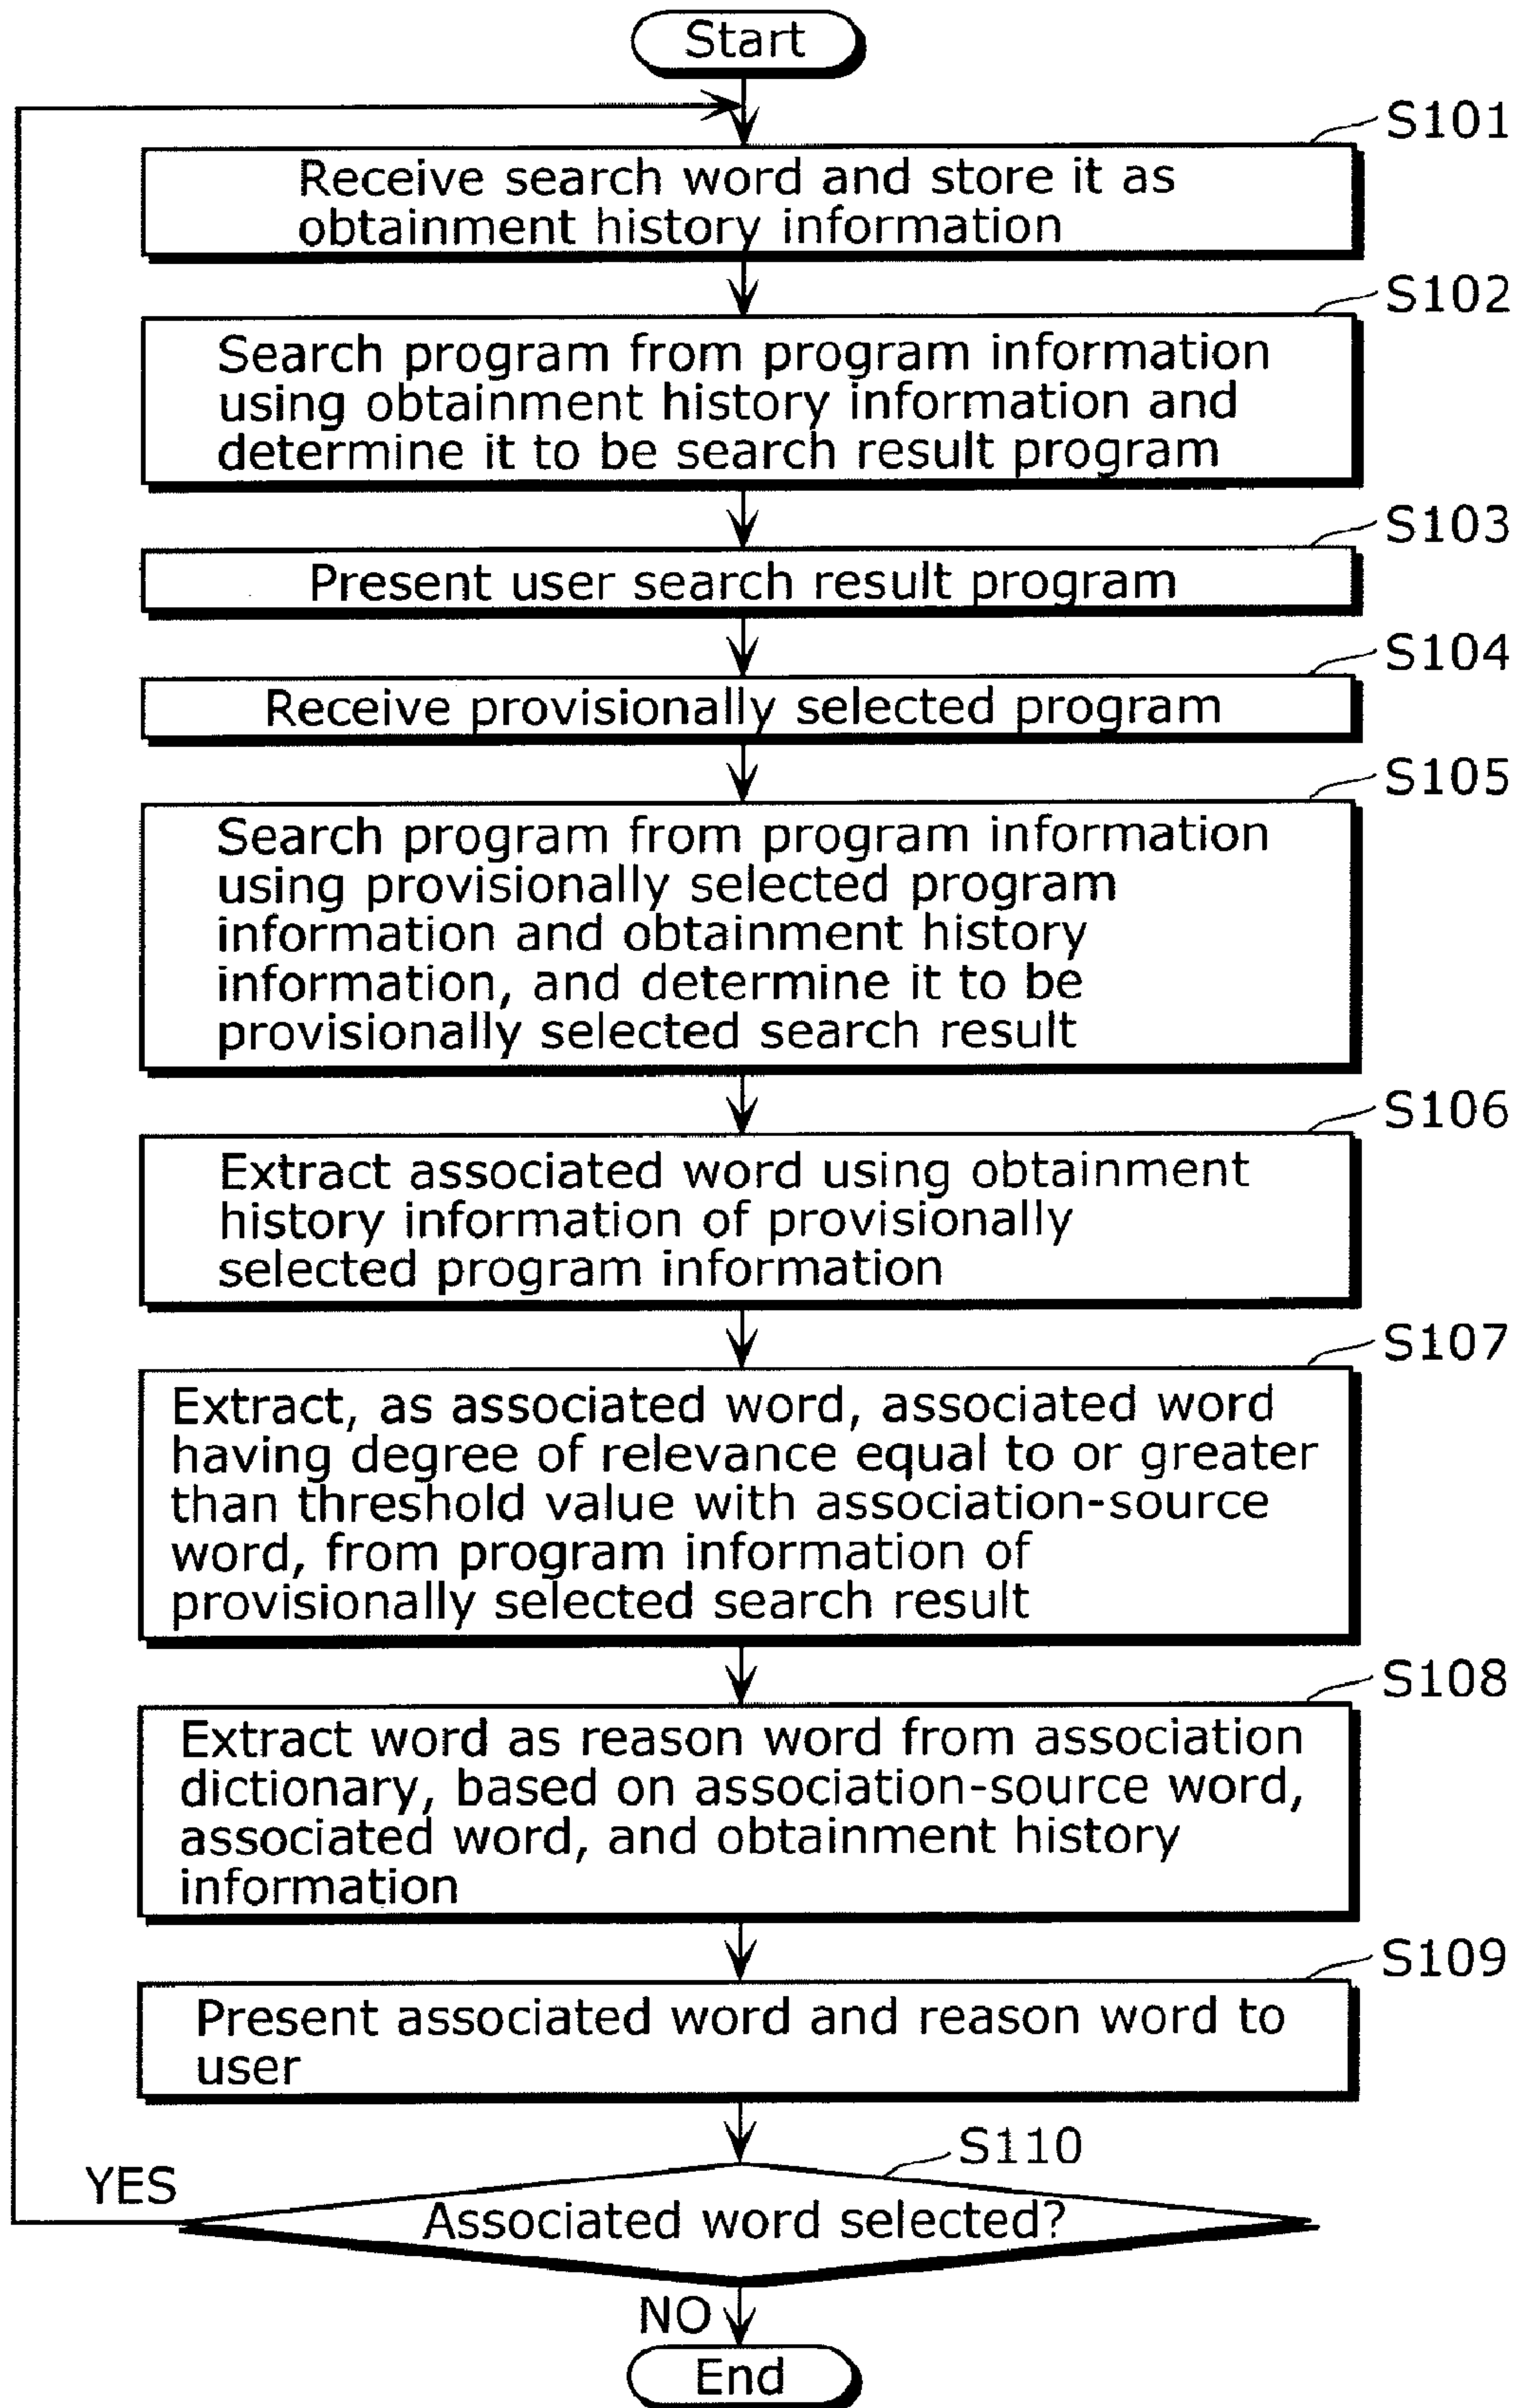 Start
S101
Receive search word and store it as
obtainment history information
S102
Search program from program information
using obtainment history information and
determine it to be search result program
S103
Present user search result program
S104
Receive provisionally selected program
S105
Search program from program information
using provisionally selected program
information and obtainment history
information, and determine it to be
provisionally selected search result
S106
Extract associated word using obtainment
history information of provisionally
selected program information
S107
Extract, as associated word, associated word
having degree of relevance equal to or greater
than threshold value with association-source
word, from program information of
provisionally selected search result
S108
Extract word as reason word from association
dictionary, based on association-source word,
associated word, and obtainment history
information
S109
Present associated word and reason word to
user
S110
YES
Associated word selected?
NO
End